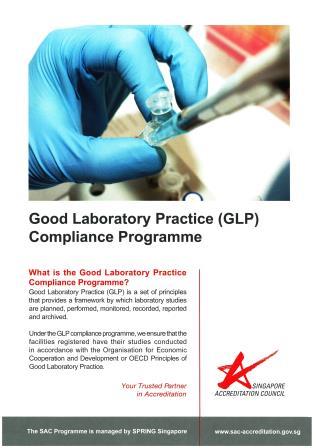 Good Laboratory Practice (GLP)
Compliance Programme
What is the Good Laboratory Practice
Compliance Programme?
Good Laboratory Practice (GLP) is a set of principles
that provides a framework by which laboratory studies
are planned, performed, monitored, recorded, reported
and archived.
Under the GLP compliance programme, we ensure that the
facilities registered have their studies conducted
in accordance with the Organisation for Economic
Cooperation and Development or OECD Principles of
Good Laboratory Practice.
Your Trusted Partner
in Accreditation
SINGAPORE
ACCREDITATION COUNCIL
The SAC Programme is managed by SPRING Singapore
www.sac-accreditation.gov.sg